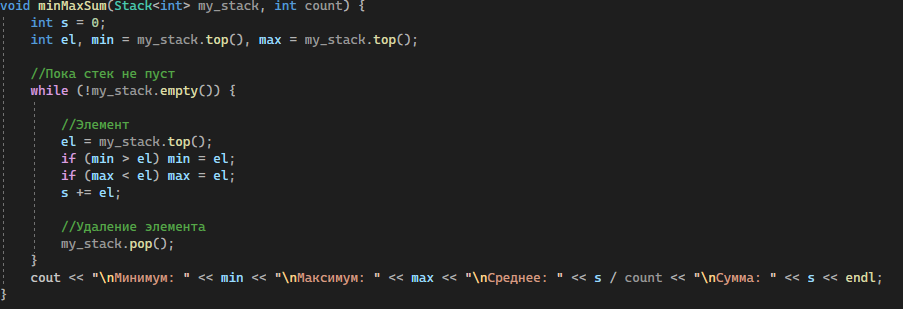 void minMaxSum(Stack<int> my_stack, int count) {
    int s = 0;
    int el, min = my_stack.top(), max = my_stack.top();

    //Пока стек не пуст
    while (!my_stack.empty()) {

        //Элемент
        el = my_stack.top();
        if (min > el) min = el;
        if (max < el) max = el;
        s += el;

        //Удаление элемента
        my_stack.pop();
    }
    cout << "\nМинимум: " << min << "\nМаксимум: " << max << "\nСреднее: " << s / count << "\nСумма: " << s << endl;
}